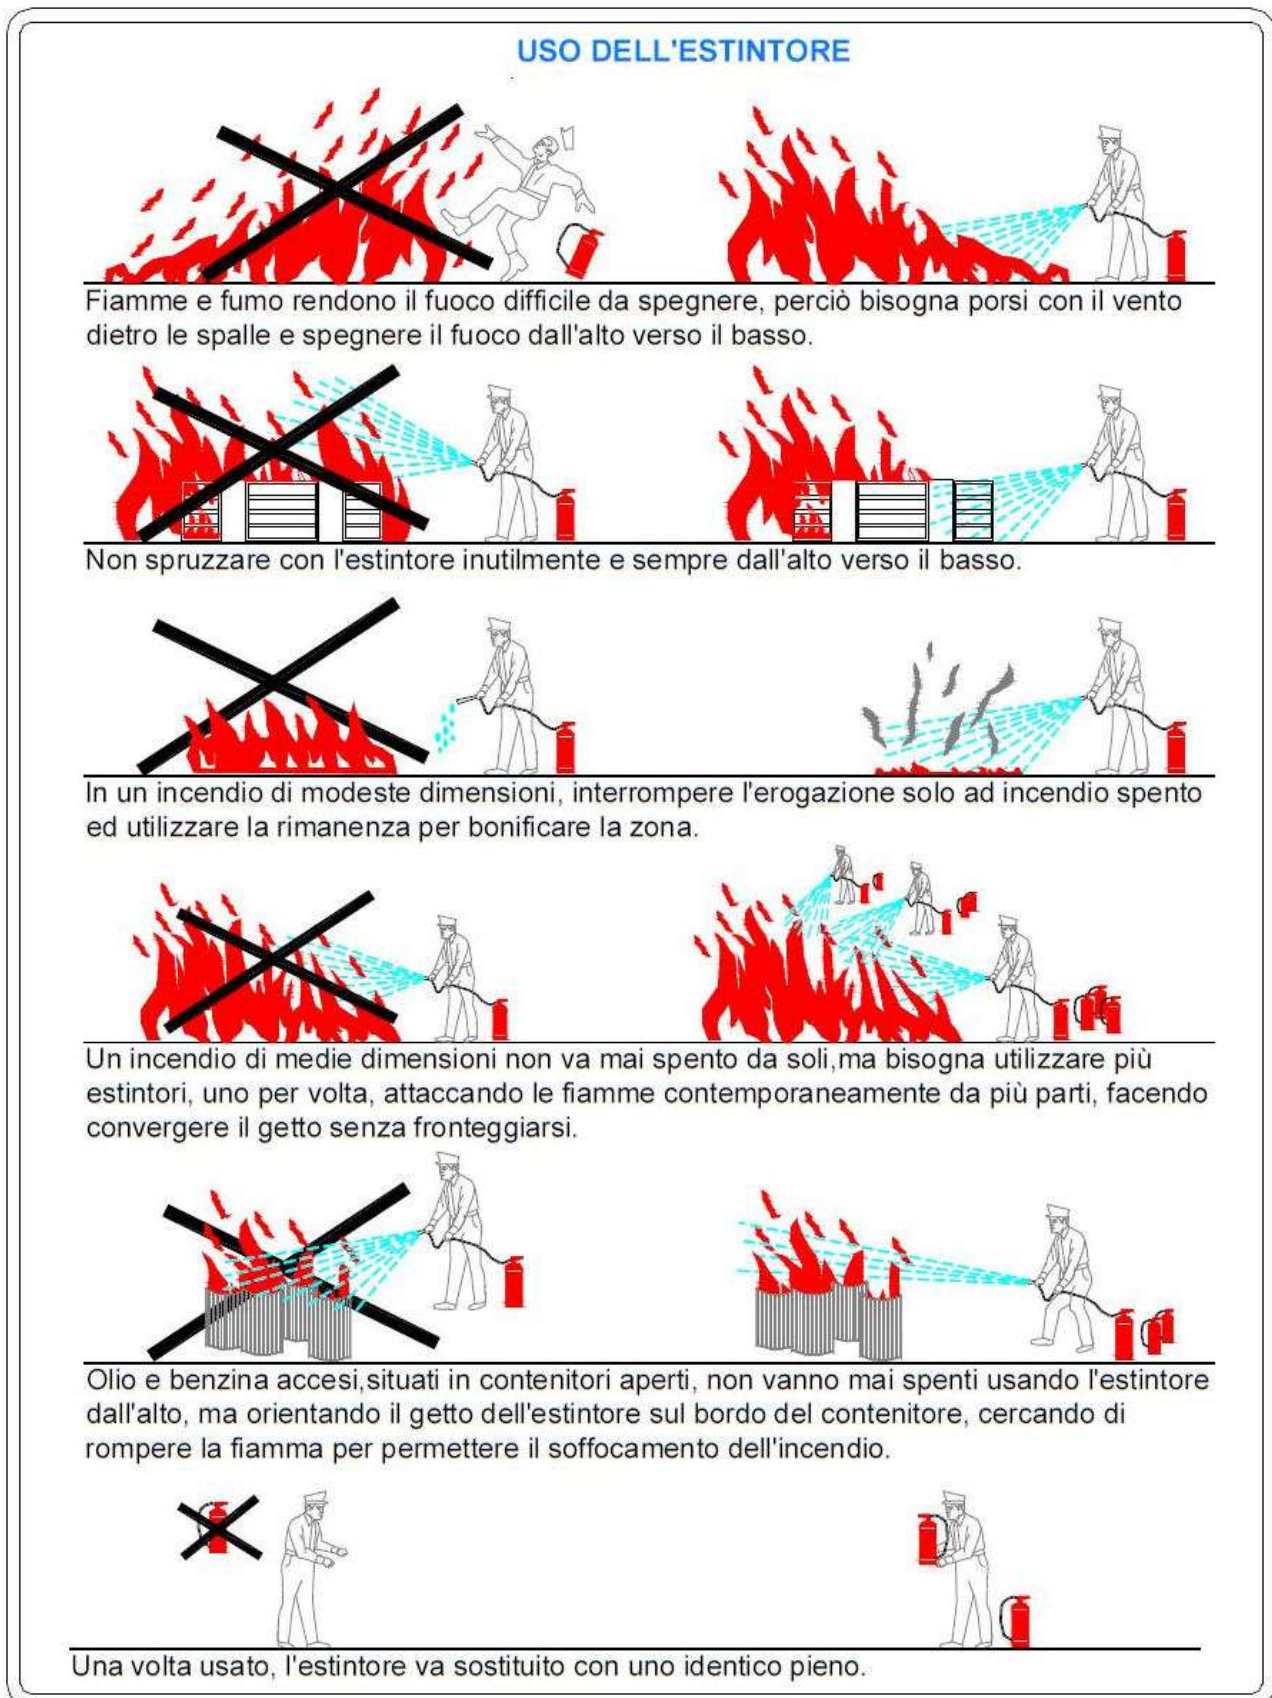 USO DELL'ESTINTORE
Fiamme e fumo rendono il fuoco difficile da spegnere, perciò bisogna porsi con il vento
dietro le spalle e spegnere il fuoco dall'alto verso il basso.
Non spruzzare con l'estintore inutilmente e sempre dall'alto verso il basso.
In un incendio di modeste dimensioni, interrompere l'erogazione solo ad incendio spento
ed utilizzare la rimanenza per bonificare la zona.
Un incendio di medie dimensioni non va mai spento da soli,ma bisogna utilizzare più
estintori, uno per volta, attaccando le fiamme contemporaneamente da più parti, facendo
convergere il getto senza fronteggiarsi.
Olio e benzina accesi,situati in contenitori aperti, non vanno mai spenti usando l'estintore
dall'alto, ma orientando il getto dell'estintore sul bordo del contenitore, cercando di
rompere la fiamma per permettere il soffocamento dell'incendio.
Una volta usato, l'estintore va sostituito con uno identico pieno.